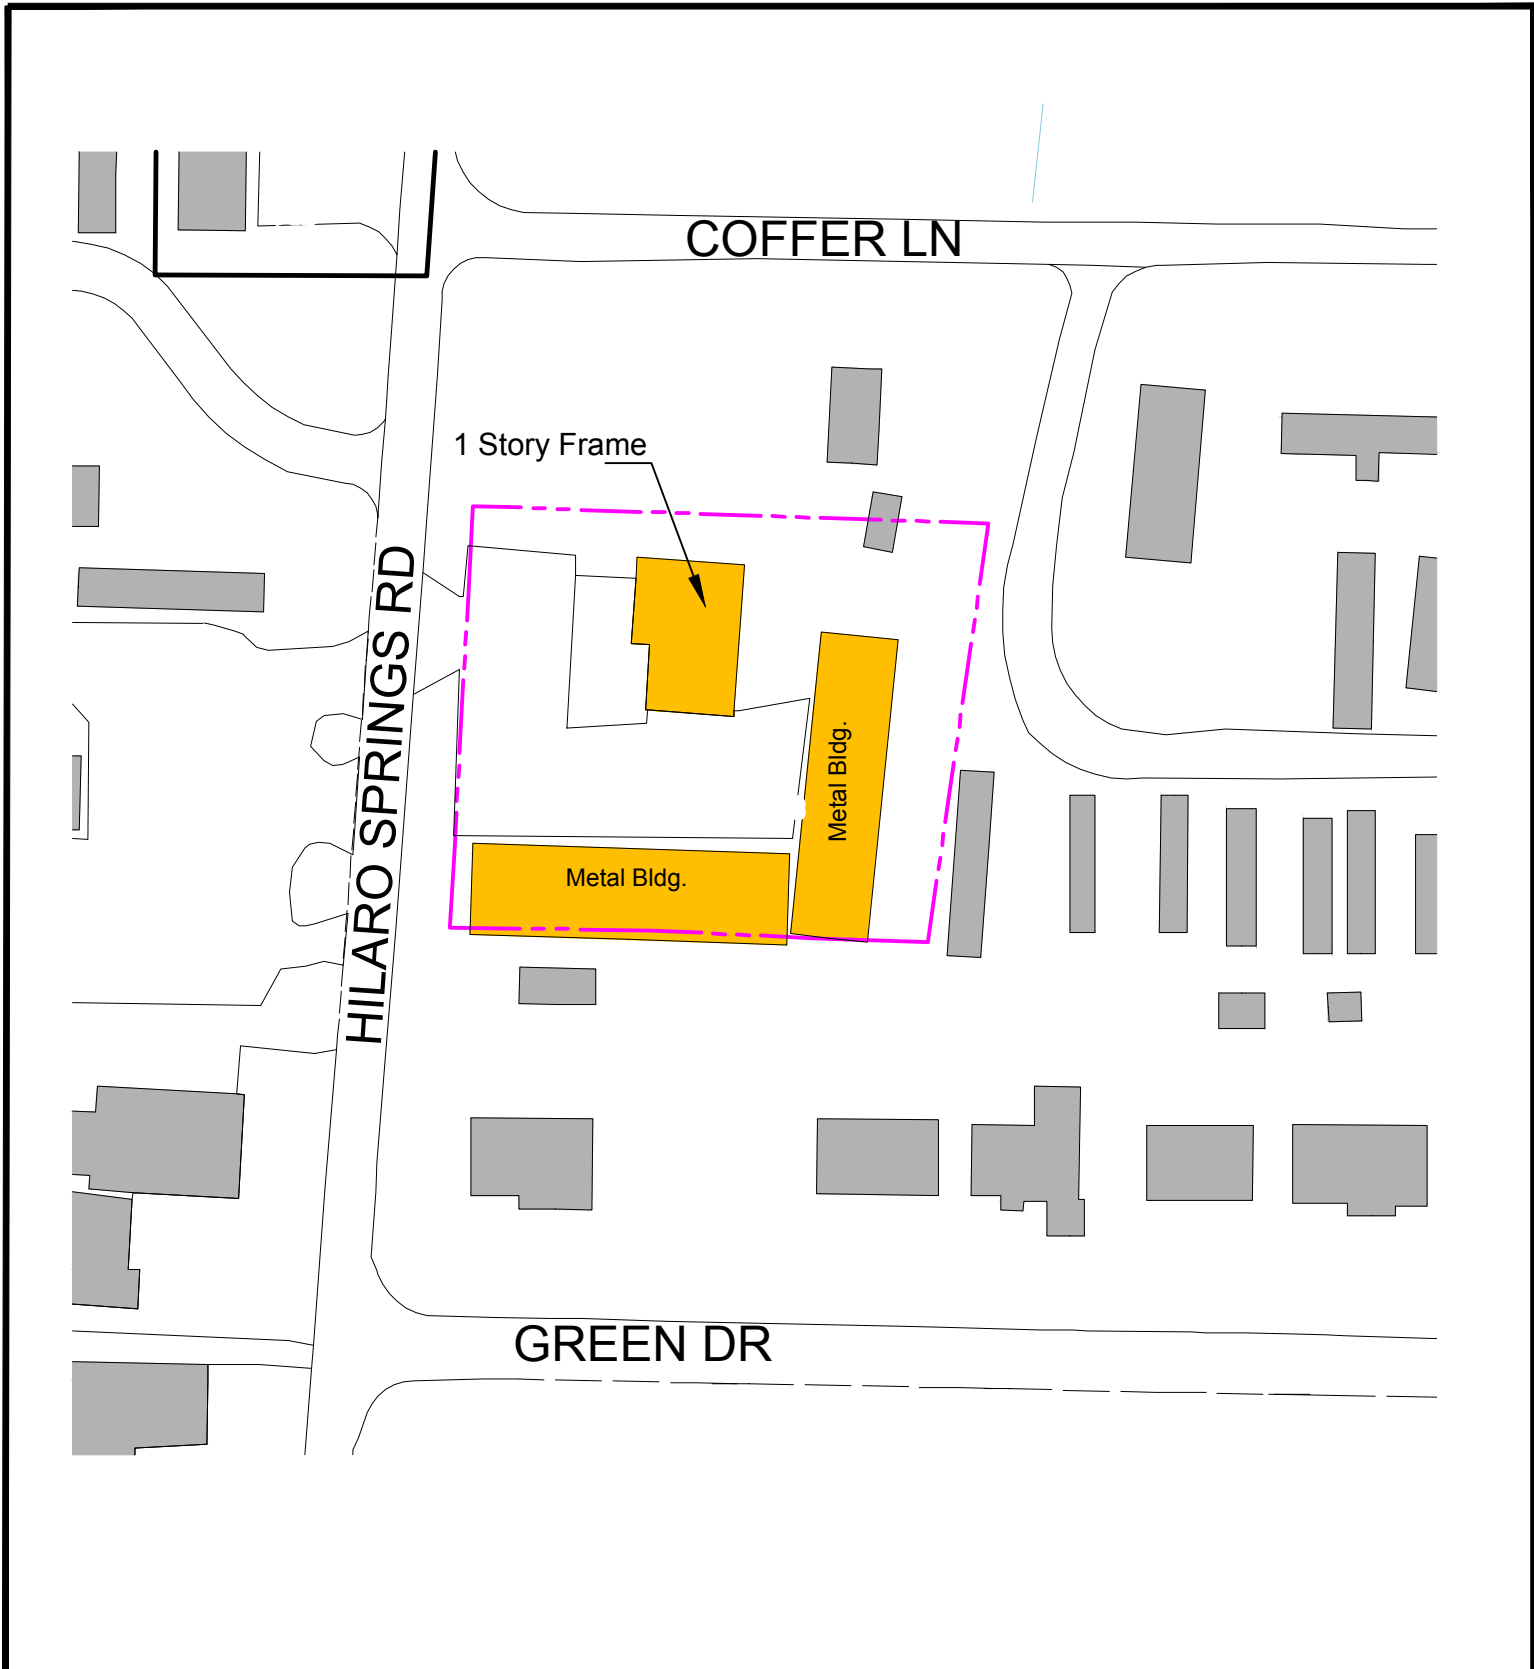 COFFER LN
1 Story Frame
HILARO SPRINGS RD
Metal Bldg.
Metal Bldg.
GREEN DR